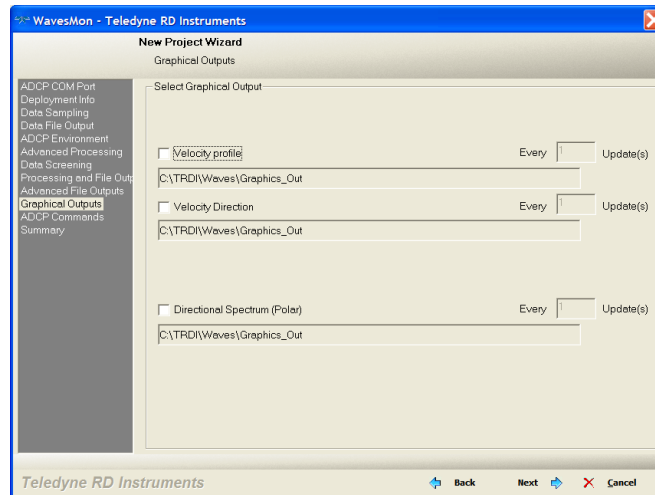 WavesMon - Teledyne RD Instruments
New Project Wizard
Graphical Outputs
ADCP COM Port
Deployment Info
Data Sampling
Data File Output
ADCP Environment
Advanced Processing
Data Screening
Processing and File Outp
Advanced File Outputs
Graphical Outputs
ADCP Commands
Summary
Select Graphical Output
Velocity profile Every 1 Update(s)
C:\TRDI\Waves\Graphics_Out
Velocity Direction Every 1 Update(s)
C:\TRDI\Waves\Graphics_Out
Directional Spectrum (Polar) Every 1 Update(s)
C:\TRDI\Waves\Graphics_Out
Teledyne RD Instruments
Back Next Cancel